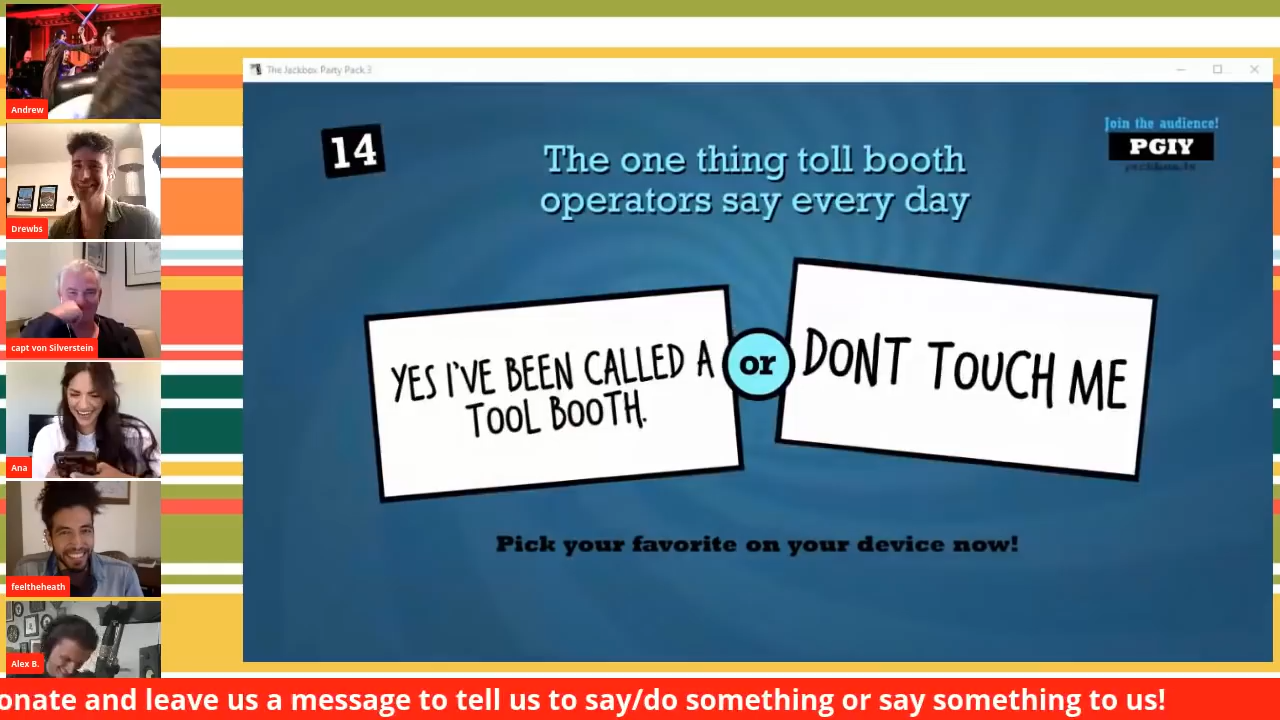 The Jackbox Party Pack 3
Andrew
Drewbs
capt von Silverstein
Ana
feeltheheath
Alex B.
14
The one thing toll booth
operators say every day
Join the audience!
PGIY
jackbox.tv
YES I'VE BEEN CALLED A
TOOL BOOTH.
or
DONT TOUCH ME
Pick your favorite on your device now!
onate and leave us a message to tell us to say/do something or say something to us!